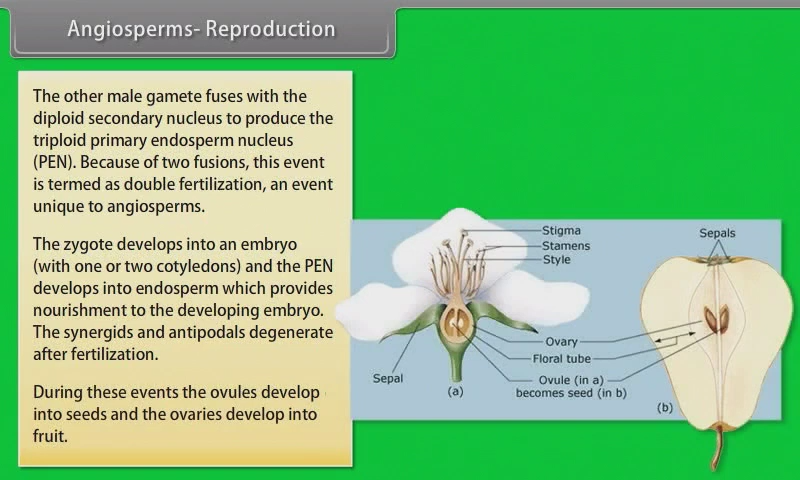 Angiosperms- Reproduction
The other male gamete fuses with the
diploid secondary nucleus to produce the
triploid primary endosperm nucleus
(PEN). Because of two fusions, this event
is termed as double fertilization, an event
unique to angiosperms.
The zygote develops into an embryo
(with one or two cotyledons) and the PEN
develops into endosperm which provides
nourishment to the developing embryo.
The synergids and antipodals degenerate
after fertilization.
During these events the ovules develop
into seeds and the ovaries develop into
fruit.
Stigma
Stamens
Style
Sepals
Ovary
Floral tube
Sepal
Ovule (in a)
becomes seed (in b)
(a)
(b)